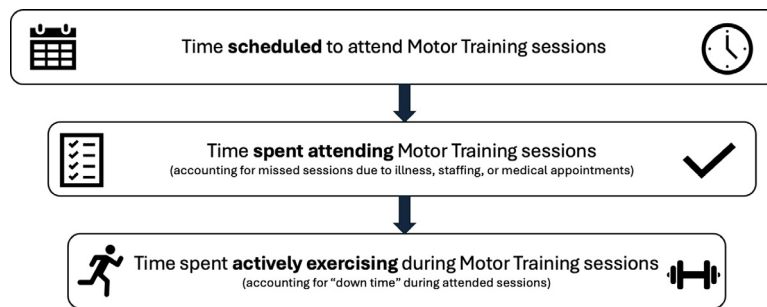 Time scheduled to attend Motor Training sessions
Time spent attending Motor Training sessions
(accounting for missed sessions due to illness, staffing, or medical appointments)
Time spent actively exercising during Motor Training sessions
(accounting for “down time” during attended sessions)